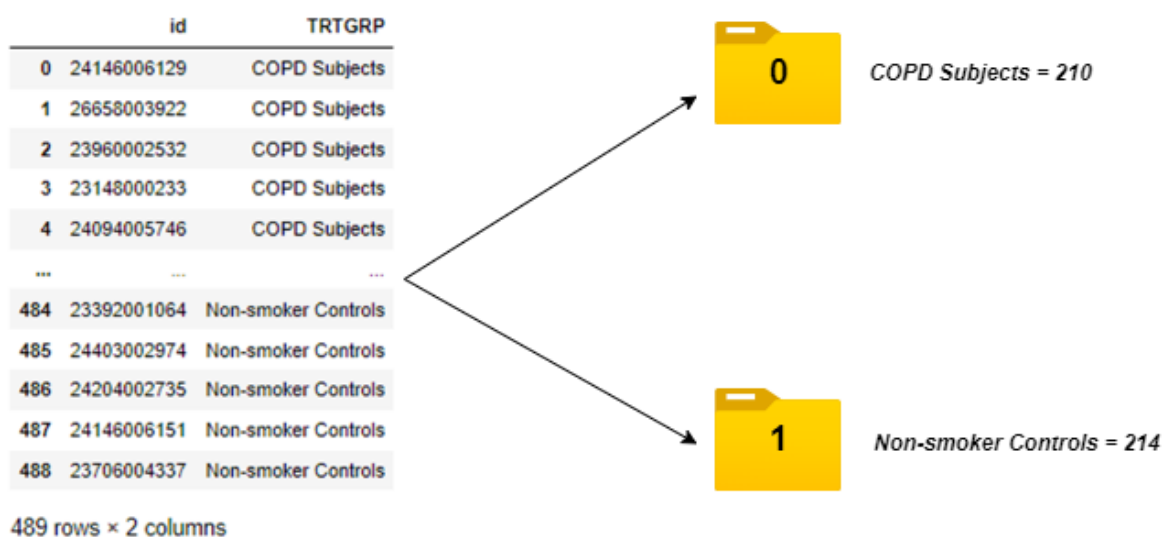 id TRTGRP
0 24146006129 COPD Subjects
1 26658003922 COPD Subjects
2 23960002532 COPD Subjects
3 23148000233 COPD Subjects
4 24094005746 COPD Subjects
... ... ...
484 23392001064 Non-smoker Controls
485 24403002974 Non-smoker Controls
486 24204002735 Non-smoker Controls
487 24146006151 Non-smoker Controls
488 23706004337 Non-smoker Controls
489 rows × 2 columns
0
COPD Subjects = 210
1
Non-smoker Controls = 214